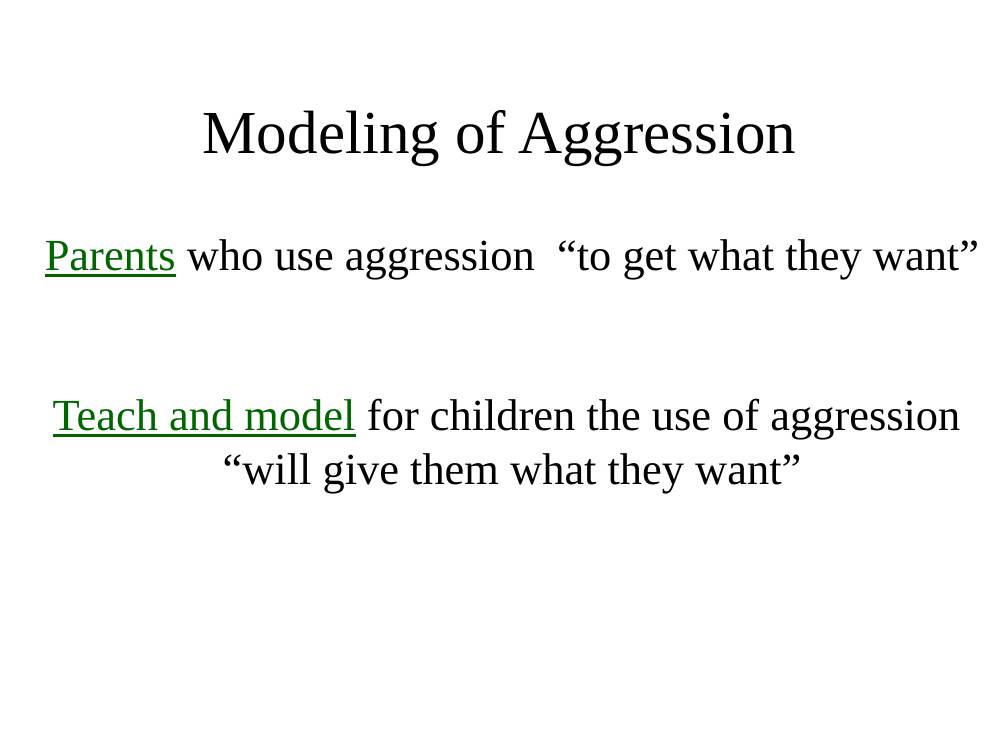 Modeling of Aggression
Parents who use aggression  “to get what they want”
Teach and model for children the use of aggression
“will give them what they want”